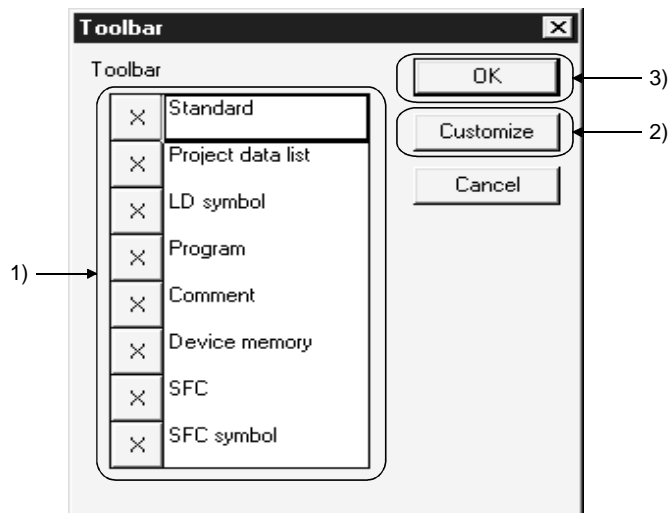 Toolbar
Toolbar
OK
3)
X Standard
Customize
2)
X Project data list
Cancel
X LD symbol
X Program
1)
X Comment
X Device memory
X SFC
X SFC symbol